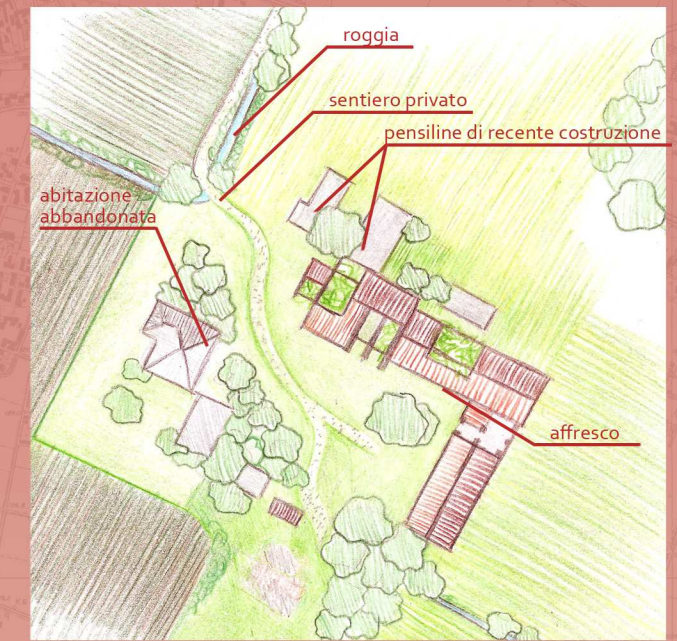 roggia
sentiero privato
pensiline di recente costruzione
abitazione
abbandonata
affresco